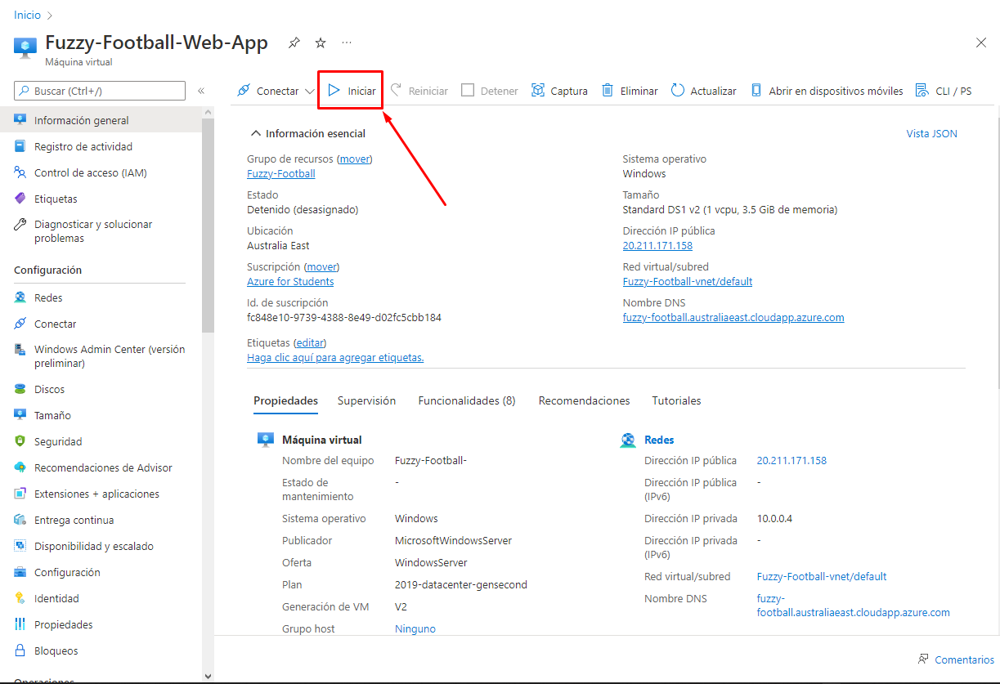 Inicio
Fuzzy-Football-Web-App
Máquina virtual
Buscar (Ctrl+/)
Conectar
Iniciar
Reiniciar
Detener
Captura
Eliminar
Actualizar
Abrir en dispositivos móviles
CLI / PS
Información general
Registro de actividad
Control de acceso (IAM)
Etiquetas
Diagnosticar y solucionar
problemas
Configuración
Redes
Conectar
Windows Admin Center (versión
preliminar)
Discos
Tamaño
Seguridad
Recomendaciones de Advisor
Extensiones + aplicaciones
Entrega continua
Disponibilidad y escalado
Configuración
Identidad
Propiedades
Bloqueos
Operaciones
Información esencial
Vista JSON
Grupo de recursos (mover)
Fuzzy-Football
Estado
Detenido (desasignado)
Ubicación
Australia East
Suscripción (mover)
Azure for Students
Id. de suscripción
fc848e10-9739-4388-8e49-d02fc5cbb184
Etiquetas (editar)
Haga clic aquí para agregar etiquetas.
Sistema operativo
Windows
Tamaño
Standard DS1 v2 (1 vcpu, 3.5 GiB de memoria)
Dirección IP pública
20.211.171.158
Red virtual/subred
Fuzzy-Football-vnet/default
Nombre DNS
fuzzy-football.australiaeast.cloudapp.azure.com
Propiedades
Supervisión
Funcionalidades (8)
Recomendaciones
Tutoriales
Máquina virtual
Nombre del equipo Fuzzy-Football-
Estado de
mantenimiento -
Sistema operativo Windows
Publicador MicrosoftWindowsServer
Oferta WindowsServer
Plan 2019-datacenter-gensecond
Generación de VM V2
Grupo host Ninguno
Redes
Dirección IP pública 20.211.171.158
Dirección IP pública -
(IPv6)
Dirección IP privada 10.0.0.4
Dirección IP privada -
(IPv6)
Red virtual/subred Fuzzy-Football-vnet/default
Nombre DNS fuzzy-
football.australiaeast.cloudapp.azure.com
Comentarios